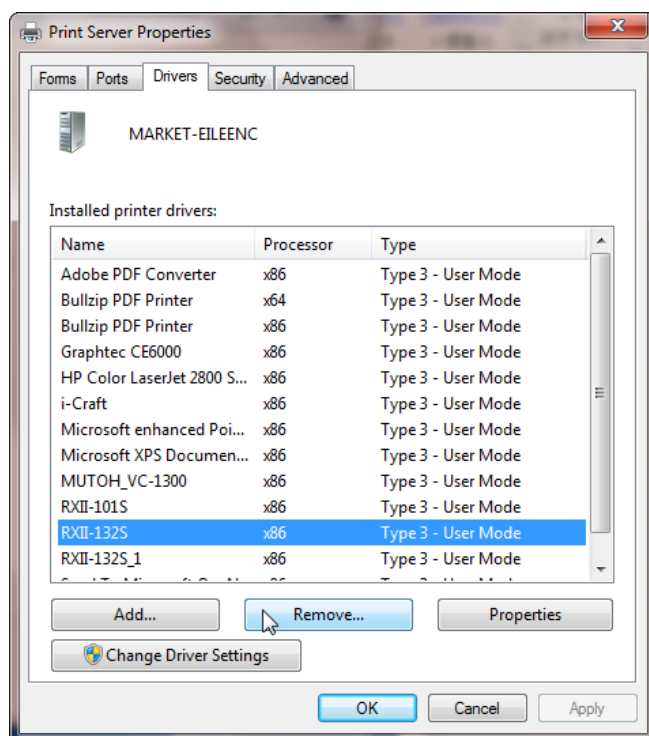 Print Server Properties
Forms Ports Drivers Security Advanced
MARKET-EILEENC
Installed printer drivers:
Name Processor Type
Adobe PDF Converter x86 Type 3 - User Mode
Bullzip PDF Printer x64 Type 3 - User Mode
Bullzip PDF Printer x86 Type 3 - User Mode
Graphtec CE6000 x86 Type 3 - User Mode
HP Color LaserJet 2800 S... x86 Type 3 - User Mode
i-Craft x86 Type 3 - User Mode
Microsoft enhanced Poi... x86 Type 3 - User Mode
Microsoft XPS Documen... x86 Type 3 - User Mode
MUTOH_VC-1300 x86 Type 3 - User Mode
RXII-101S x86 Type 3 - User Mode
RXII-132S x86 Type 3 - User Mode
RXII-132S_1 x86 Type 3 - User Mode
Add... Remove... Properties
Change Driver Settings
OK Cancel Apply